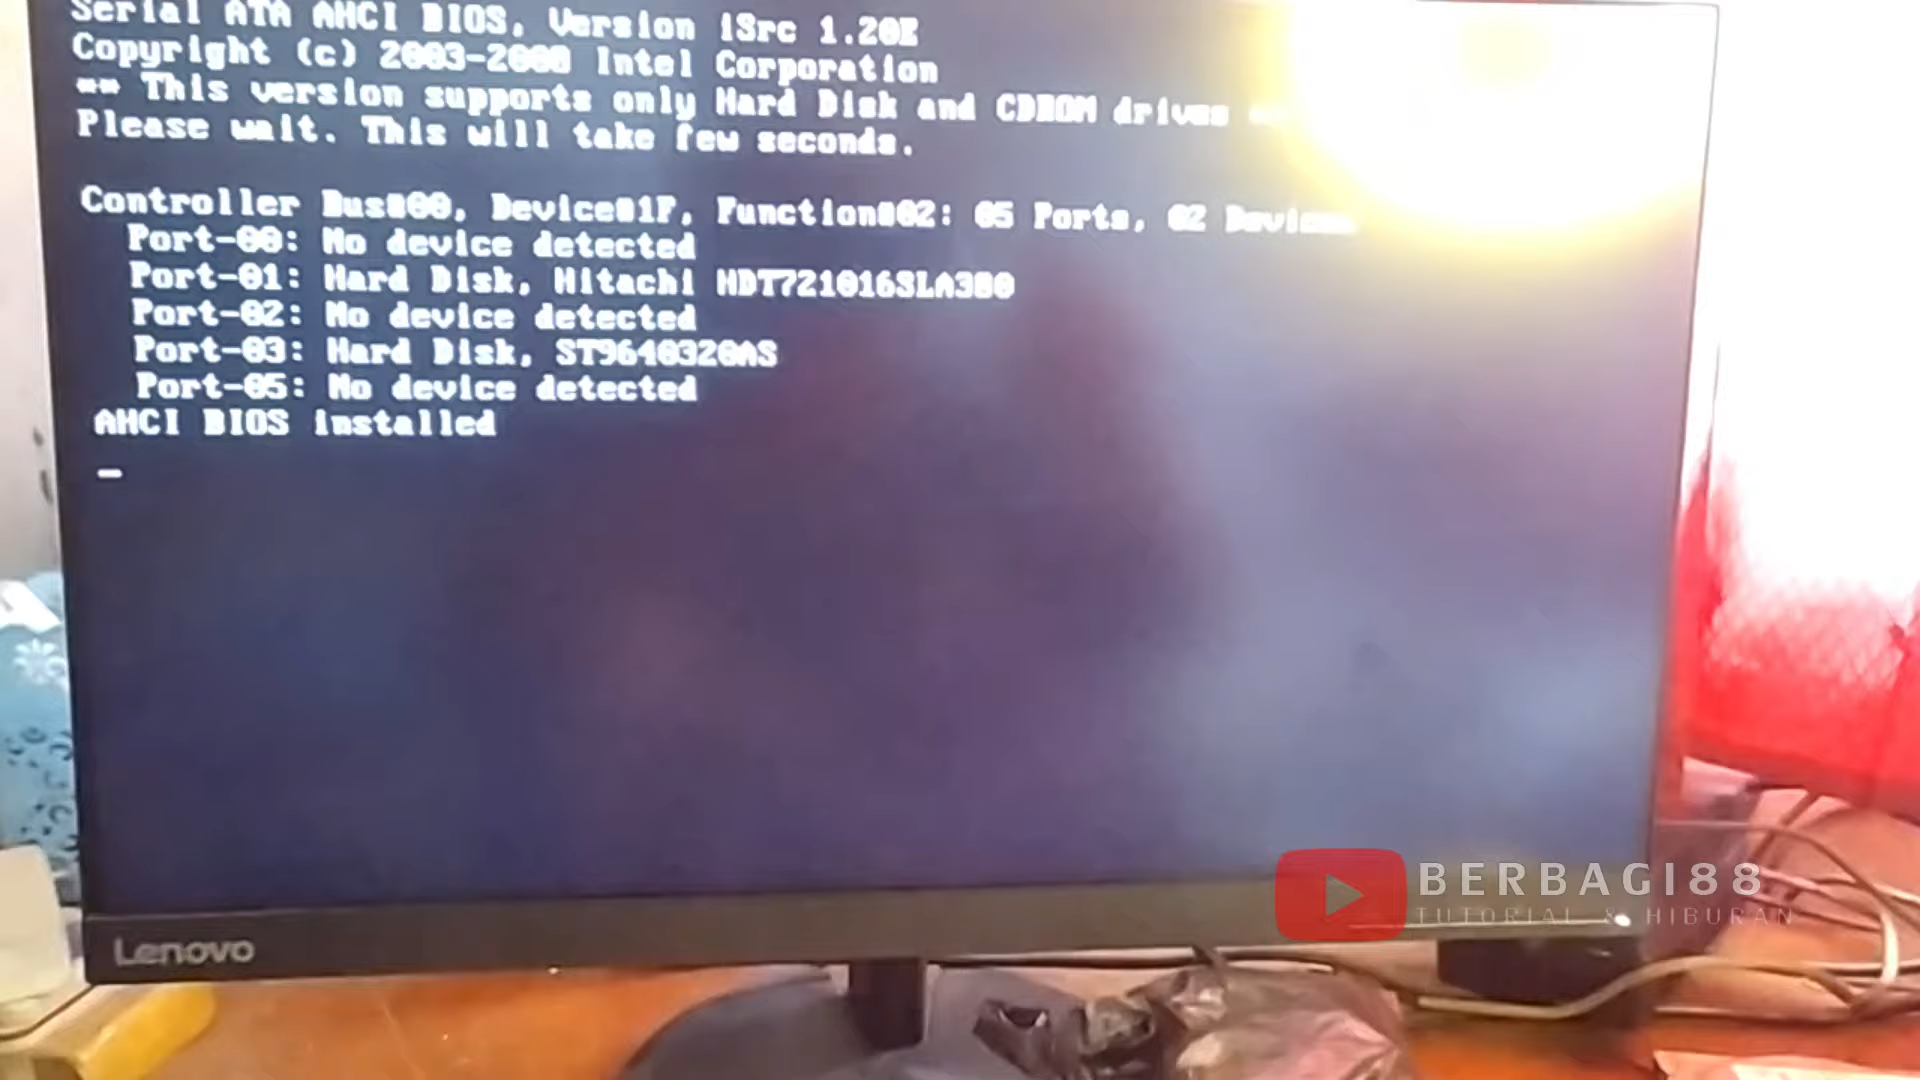 Serial ATA AHCI BIOS, Version iSrc 1.20E
Copyright (c) 2003-2008 Intel Corporation
** This version supports only Hard Disk and CDROM drives
Please wait. This will take few seconds.
Controller Bus#00, Device#1F, Function#02: 05 Ports, 02 Devices
Port-00: No device detected
Port-01: Hard Disk, Hitachi HDT721016SLA380
Port-02: No device detected
Port-03: Hard Disk, ST9640320AS
Port-05: No device detected
AHCI BIOS installed
BERBAGI88
TUTORIAL & HIBURAN
Lenovo